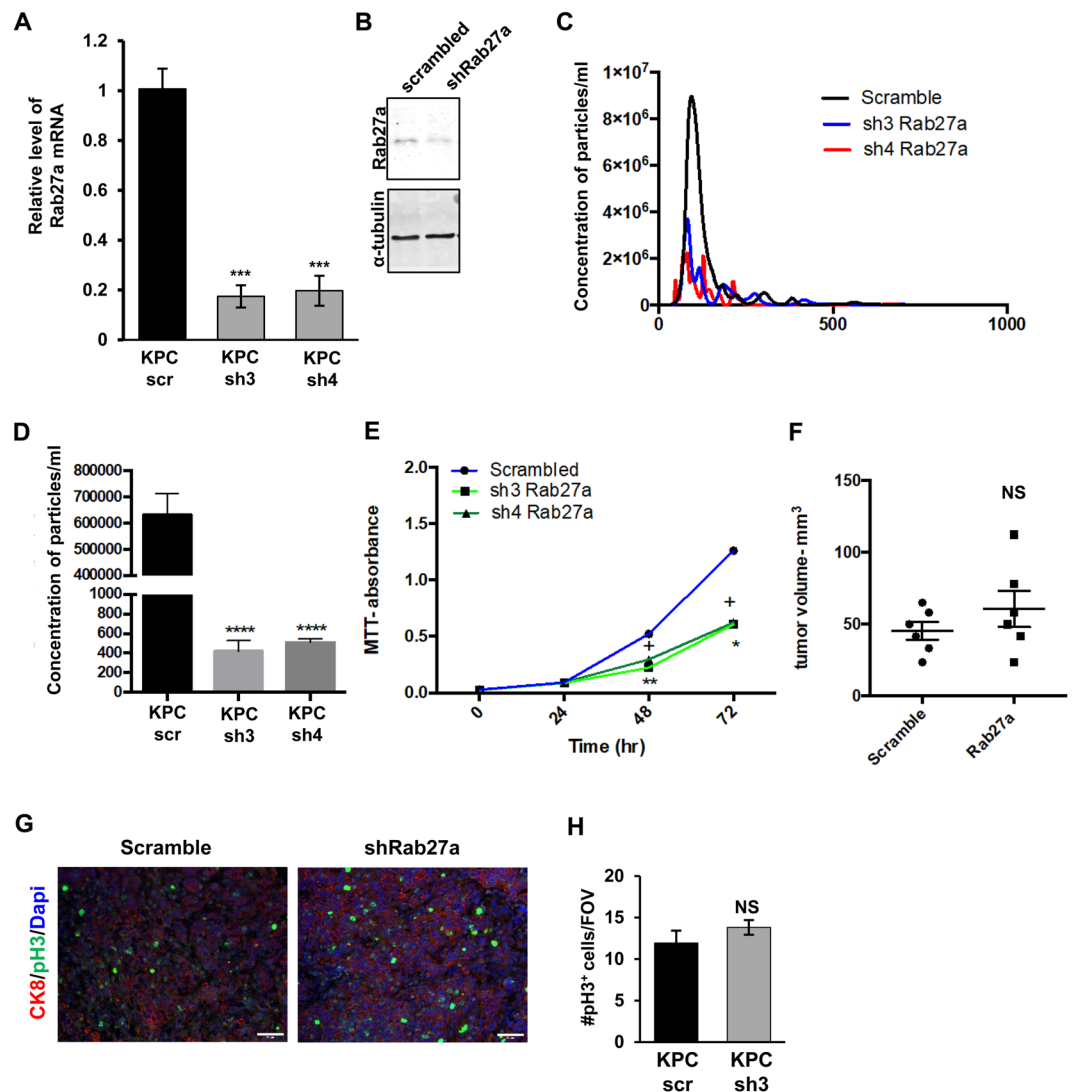 A
Relative level of
Rab27a mRNA
1.2
1
0.8
0.6
0.4
0.2
0
***
***
KPC
scr
KPC
sh3
KPC
sh4
B
scrambled
shRab27a
Rab27a
α-tubulin
C
Concentration of particles/ml
1×10⁷
8×10⁶
6×10⁶
4×10⁶
2×10⁶
0
0
500
1000
Scramble
sh3 Rab27a
sh4 Rab27a
D
Concentration of particles/ml
800000
700000
600000
500000
400000
1000
800
600
400
200
0
****
****
KPC
scr
KPC
sh3
KPC
sh4
E
MTT- absorbance
2.0
1.5
1.0
0.5
0.0
Scrambled
sh3 Rab27a
sh4 Rab27a
+
**
+
*
0
24
48
72
Time (hr)
F
tumor volume- mm³
150
100
50
0
NS
Scramble
Rab27a
G
Scramble
shRab27a
CK8/pH3/Dapi
H
#pH3⁺ cells/FOV
20
15
10
5
0
NS
KPC
scr
KPC
sh3